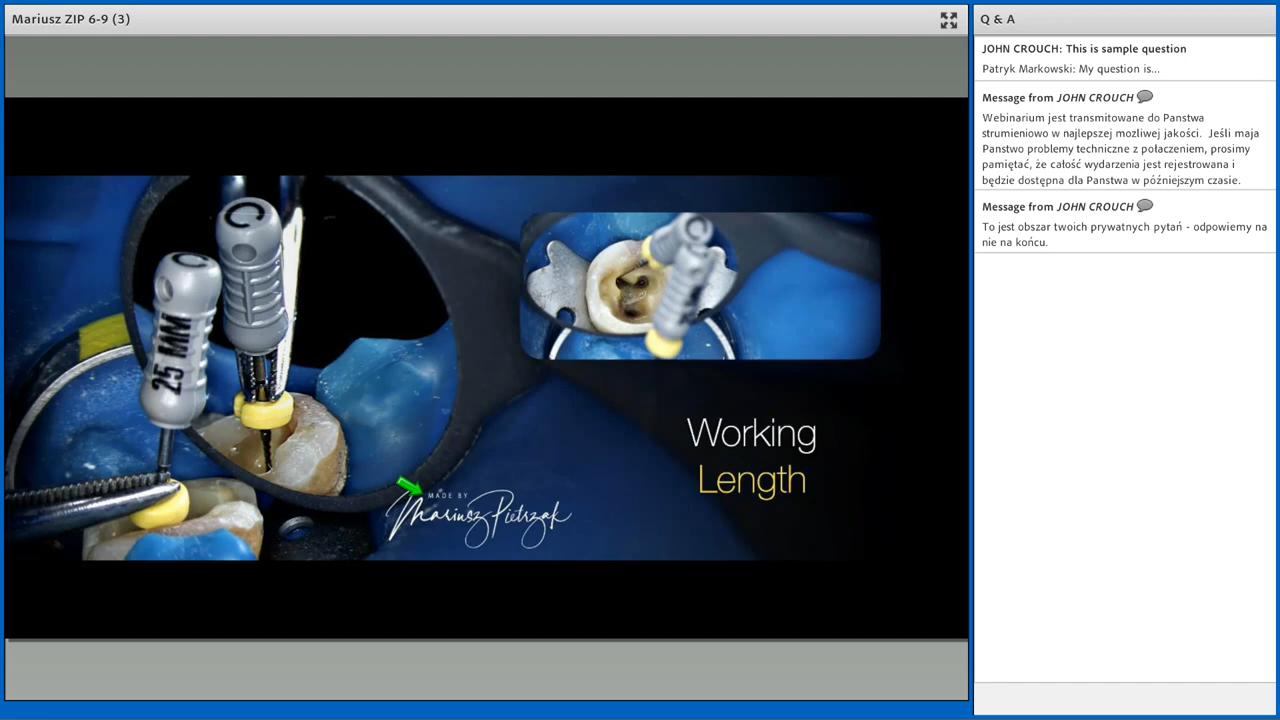 Mariusz ZIP 6-9 (3)
C
C
25 MM
Working
Length
MADE BY
Mariusz Pietrzak
Q & A
JOHN CROUCH: This is sample question
Patryk Markowski: My question is...
Message from JOHN CROUCH
Webinarium jest transmitowane do Panstwa
strumieniowo w najlepszej mozliwej jakości. Jeśli maja
Panstwo problemy techniczne z połaczeniem, prosimy
pamiętać, że całość wydarzenia jest rejestrowana i
będzie dostępna dla Panstwa w późniejszym czasie.
Message from JOHN CROUCH
To jest obszar twoich prywatnych pytań - odpowiemy na
nie na końcu.